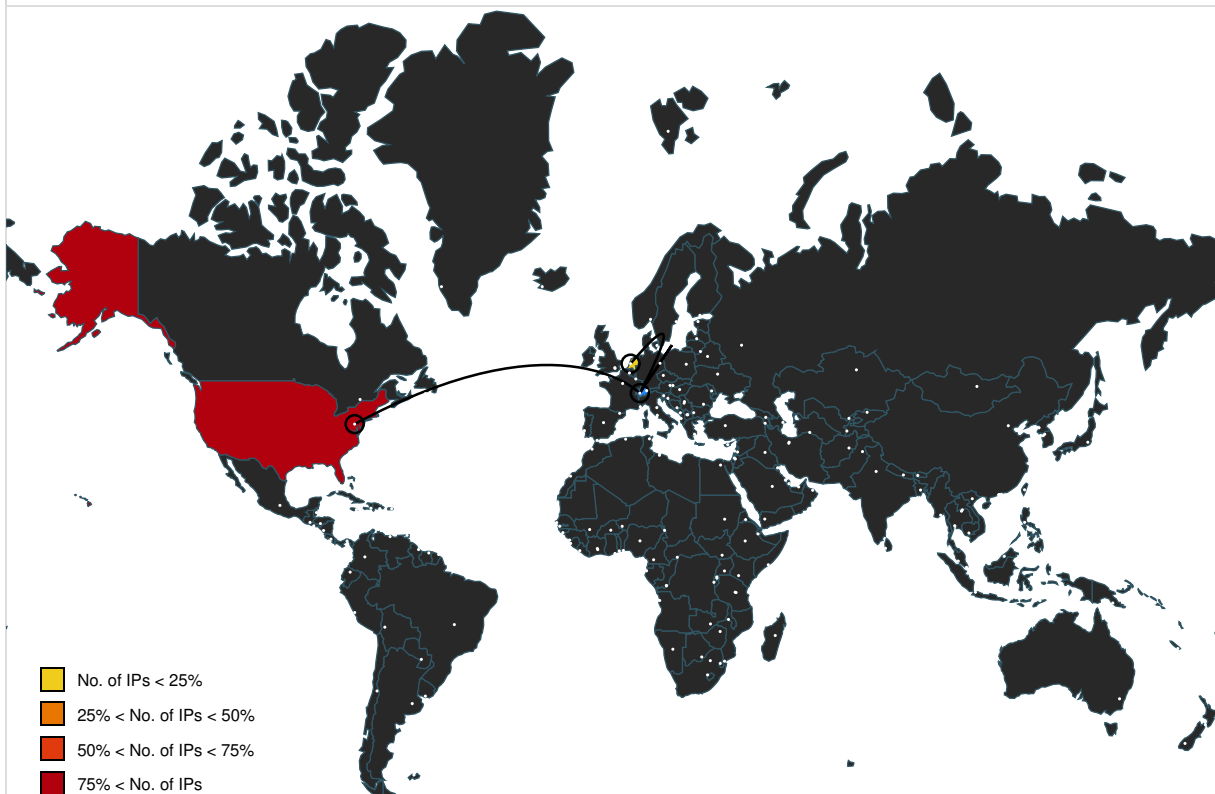 No. of IPs < 25%
25% < No. of IPs < 50%
50% < No. of IPs < 75%
75% < No. of IPs